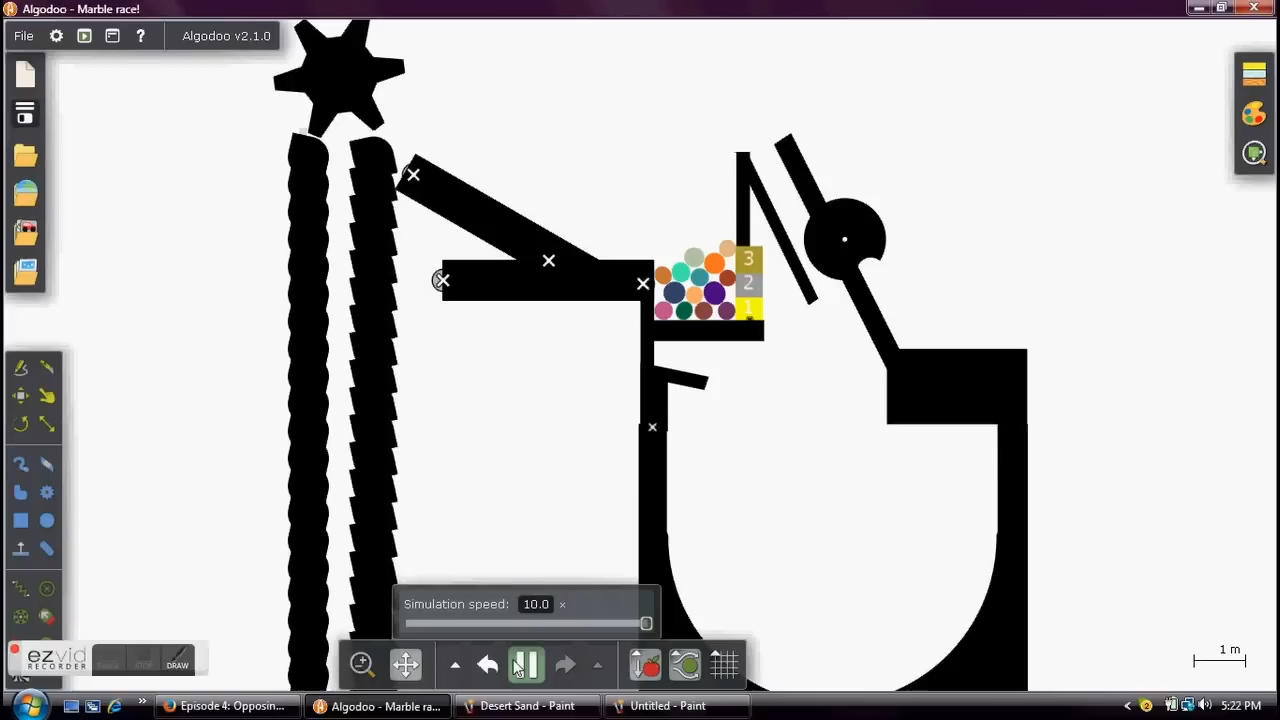 Algodoo - Marble race!
File
?
Algodoo v2.1.0
3
2
1
Simulation speed: 10.0 ×
1 m
ezvid
RECORDER
DRAW
Episode 4: Opposin...
Algodoo - Marble ra...
Desert Sand - Paint
Untitled - Paint
2
5:22 PM